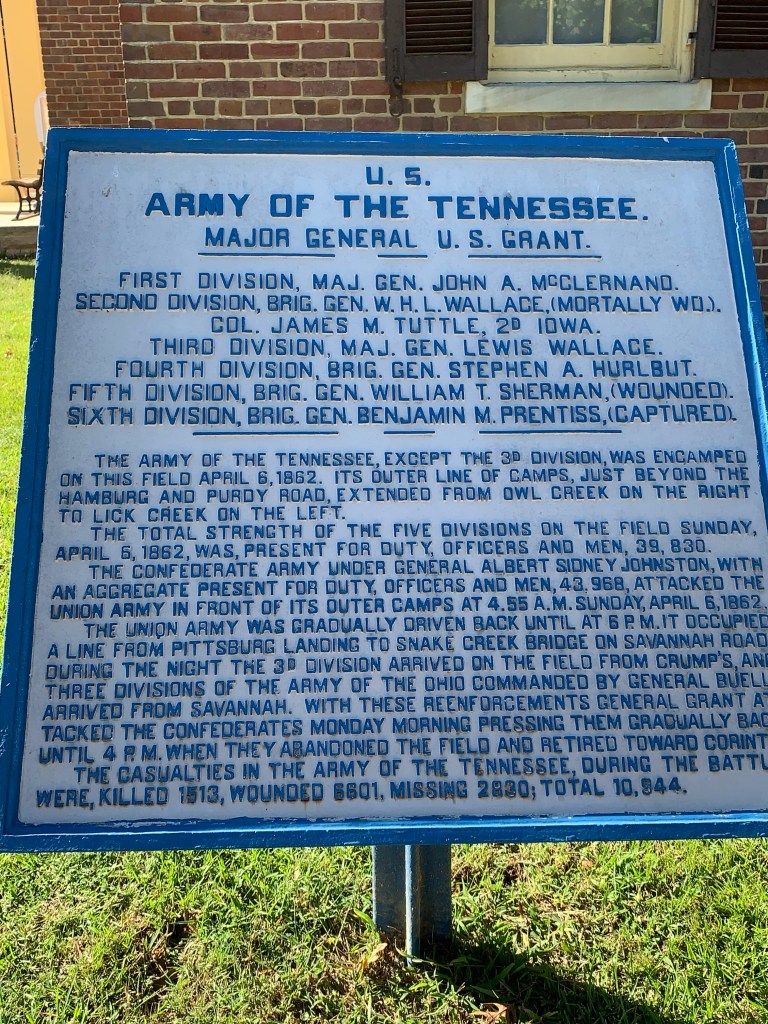 U. S.
ARMY OF THE TENNESSEE.
MAJOR GENERAL U. S. GRANT.
FIRST DIVISION, MAJ. GEN. JOHN A. McCLERNAND.
SECOND DIVISION, BRIG. GEN. W. H. L. WALLACE, (MORTALLY WD.).
COL. JAMES M. TUTTLE, 2D IOWA.
THIRD DIVISION, MAJ. GEN. LEWIS WALLACE.
FOURTH DIVISION, BRIG. GEN. STEPHEN A. HURLBUT.
FIFTH DIVISION, BRIG. GEN. WILLIAM T. SHERMAN, (WOUNDED).
SIXTH DIVISION, BRIG. GEN. BENJAMIN M. PRENTISS, (CAPTURED).
THE ARMY OF THE TENNESSEE, EXCEPT THE 3D DIVISION, WAS ENCAMPED
ON THIS FIELD APRIL 6, 1862. ITS OUTER LINE OF CAMPS, JUST BEYOND THE
HAMBURG AND PURDY ROAD, EXTENDED FROM OWL CREEK ON THE RIGHT
TO LICK CREEK ON THE LEFT.
THE TOTAL STRENGTH OF THE FIVE DIVISIONS ON THE FIELD SUNDAY,
APRIL 6, 1862, WAS, PRESENT FOR DUTY, OFFICERS AND MEN, 39, 830.
THE CONFEDERATE ARMY UNDER GENERAL ALBERT SIDNEY JOHNSTON, WITH
AN AGGREGATE PRESENT FOR DUTY, OFFICERS AND MEN, 43,968, ATTACKED THE
UNION ARMY IN FRONT OF ITS OUTER CAMPS AT 4.55 A.M. SUNDAY, APRIL 6, 1862.
THE UNION ARMY WAS GRADUALLY DRIVEN BACK UNTIL AT 6 P.M. IT OCCUPIED
A LINE FROM PITTSBURG LANDING TO SNAKE CREEK BRIDGE ON SAVANNAH ROAD
DURING THE NIGHT THE 3D DIVISION ARRIVED ON THE FIELD FROM CRUMP'S, AND
THREE DIVISIONS OF THE ARMY OF THE OHIO COMMANDED BY GENERAL BUELL
ARRIVED FROM SAVANNAH. WITH THESE REENFORCEMENTS GENERAL GRANT AT
TACKED THE CONFEDERATES MONDAY MORNING PRESSING THEM GRADUALLY BAC
UNTIL 4 P.M. WHEN THEY ABANDONED THE FIELD AND RETIRED TOWARD CORINT
THE CASUALTIES IN THE ARMY OF THE TENNESSEE, DURING THE BATTL
WERE, KILLED 1513, WOUNDED 6601, MISSING 2830; TOTAL 10,944.